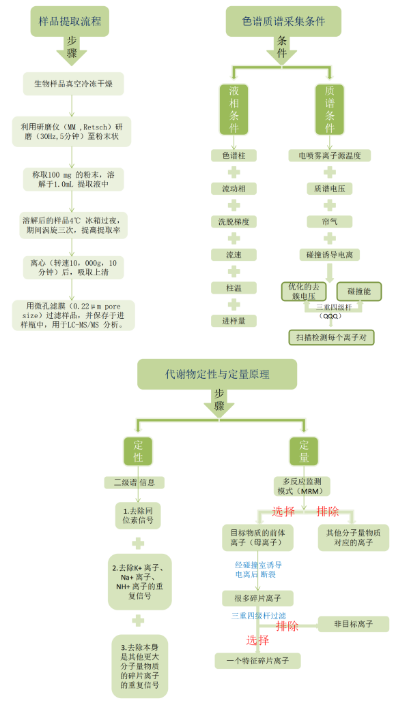 样品提取流程
步
骤
生物样品真空冷冻干燥
利用研磨仪（MM ,Retsch）研
磨（30Hz,5分钟）至粉末状
称取100 mg 的粉末，溶
解于1.0mL 提取液中
溶解后的样品4℃ 冰箱过夜，
期间涡旋三次，提高提取率
离心（转速10，000g，10
分钟）后，吸取上清
用微孔滤膜（0.22μm pore
size）过滤样品，并保存于进
样瓶中，用于LC-MS/MS 分析。
色谱质谱采集条件
条
件
液
相
条
件
色谱柱
流动相
洗脱梯度
流速
柱温
进样量
质
谱
条
件
电喷雾离子源温度
质谱电压
帘气
碰撞诱导电离
优化的去
簇电压
碰撞能
三重四级杆
（QQQ）
扫描检测每个离子对
代谢物定性与定量原理
步
骤
定
性
二级谱 信息
1.去除同
位素信号
2.去除K+ 离子、
Na+ 离子、
NH+ 离子的重
复信号
3.去除本身
是其他更大
分子量物质
的碎片离子
的重复信号
定
量
多反应监测
模式（MRM）
选择
排除
目标物质的前体
离子（母离子）
其他分子量物质
对应的离子
经碰撞室诱导
电离后 断裂
很多碎片离子
三重四级杆过滤
排除
非目标离子
选择
一个特征碎片离子